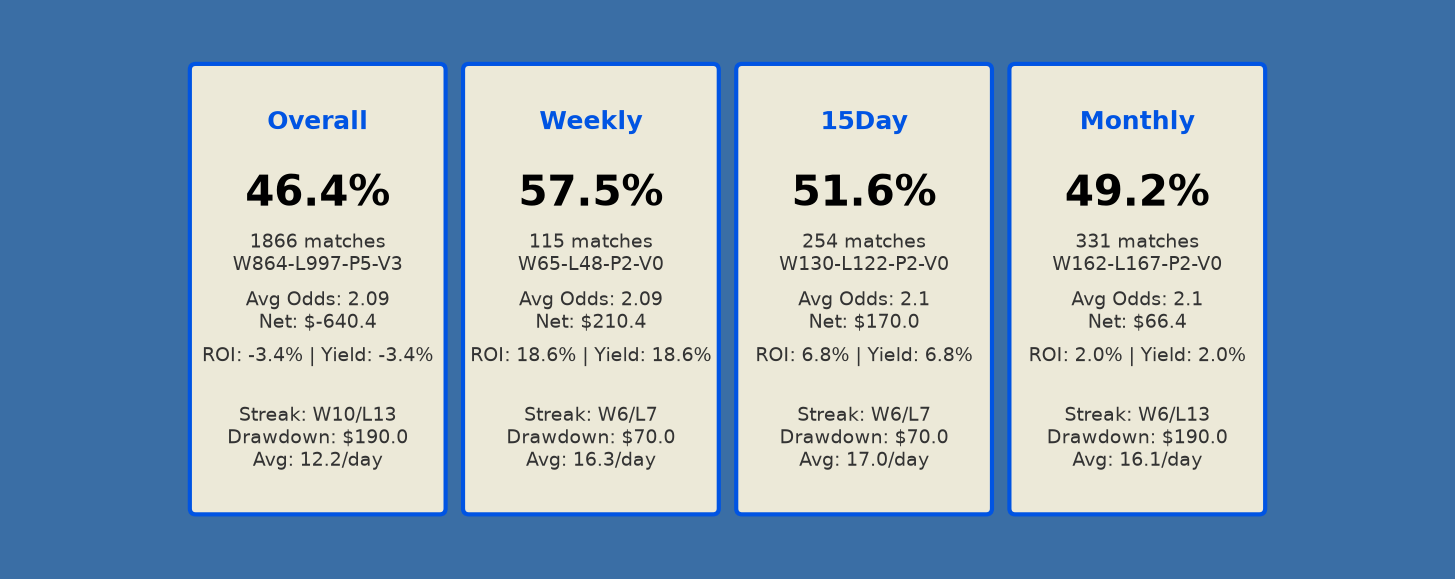 Overall
46.4%
1866 matches
W864-L997-P5-V3
Avg Odds: 2.09
Net: $-640.4
ROI: -3.4% | Yield: -3.4%
Streak: W10/L13
Drawdown: $190.0
Avg: 12.2/day
Weekly
57.5%
115 matches
W65-L48-P2-V0
Avg Odds: 2.09
Net: $210.4
ROI: 18.6% | Yield: 18.6%
Streak: W6/L7
Drawdown: $70.0
Avg: 16.3/day
15Day
51.6%
254 matches
W130-L122-P2-V0
Avg Odds: 2.1
Net: $170.0
ROI: 6.8% | Yield: 6.8%
Streak: W6/L7
Drawdown: $70.0
Avg: 17.0/day
Monthly
49.2%
331 matches
W162-L167-P2-V0
Avg Odds: 2.1
Net: $66.4
ROI: 2.0% | Yield: 2.0%
Streak: W6/L13
Drawdown: $190.0
Avg: 16.1/day